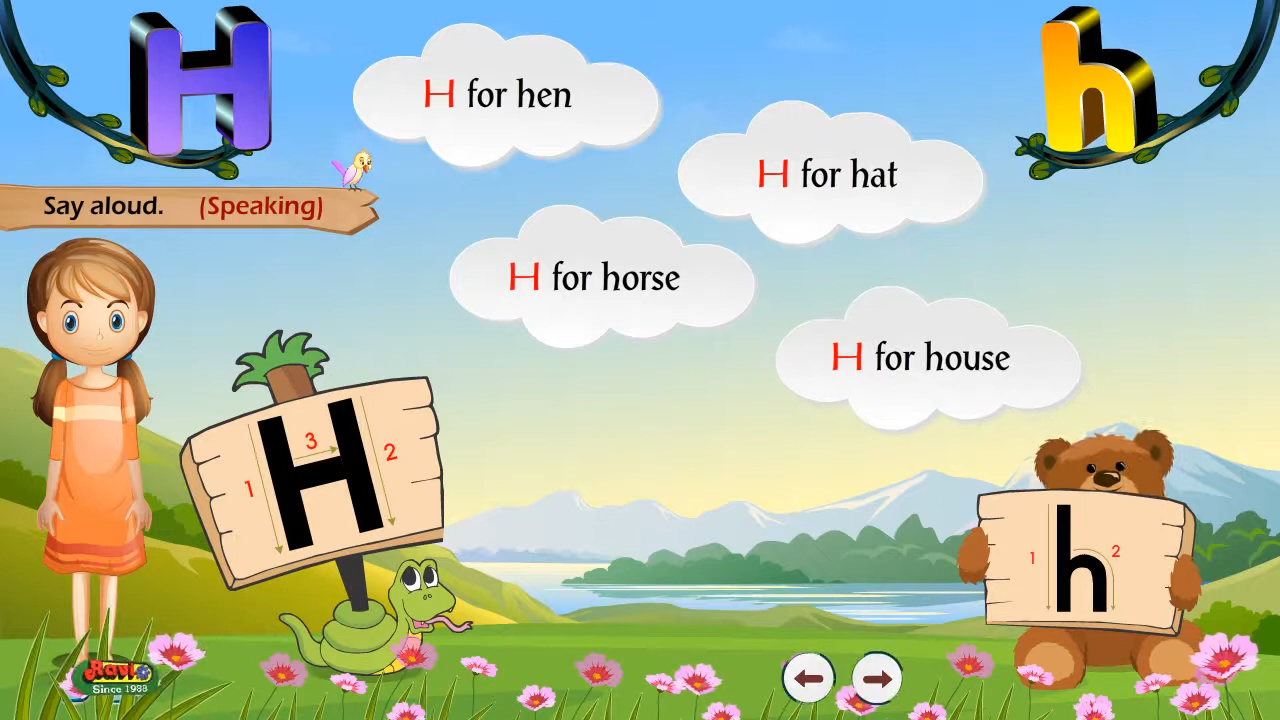 H
h
H for hen
H for hat
Say aloud. (Speaking)
H for horse
H for house
H
1
3
2
h
1
2
Ravi
Since 1988